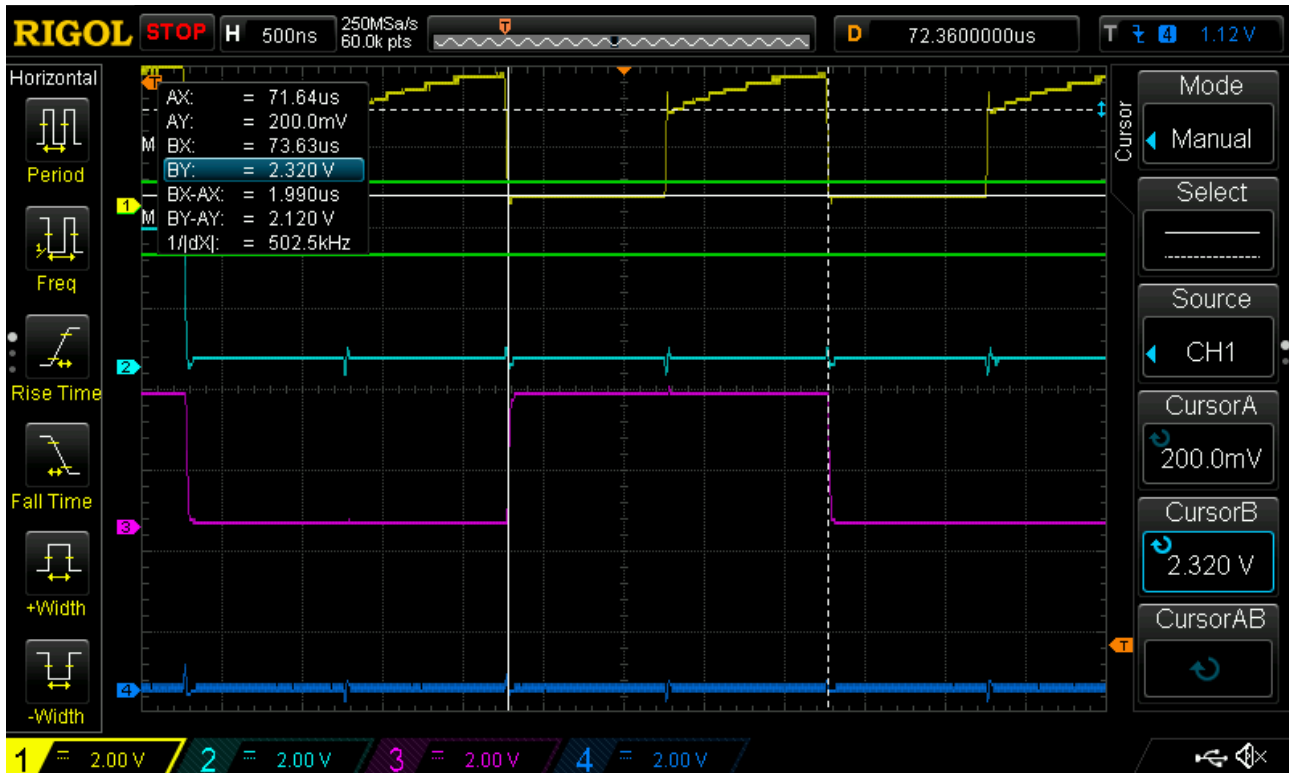 RIGOL STOP H 500ns 250MSa/s 60.0k pts T D 72.3600000us T 4 1.12 V
Horizontal
Period
Freq
Rise Time
Fall Time
+Width
-Width
T
AX: = 71.64us
AY: = 200.0mV
M BX: = 73.63us
BY: = 2.320 V
BX-AX: = 1.990us
M BY-AY: = 2.120 V
1/|dX|: = 502.5kHz
1
2
3
4
T
Cursor
Mode
Manual
Select
Source
CH1
CursorA
200.0mV
CursorB
2.320 V
CursorAB
1 2.00 V 2 2.00 V 3 2.00 V 4 2.00 V